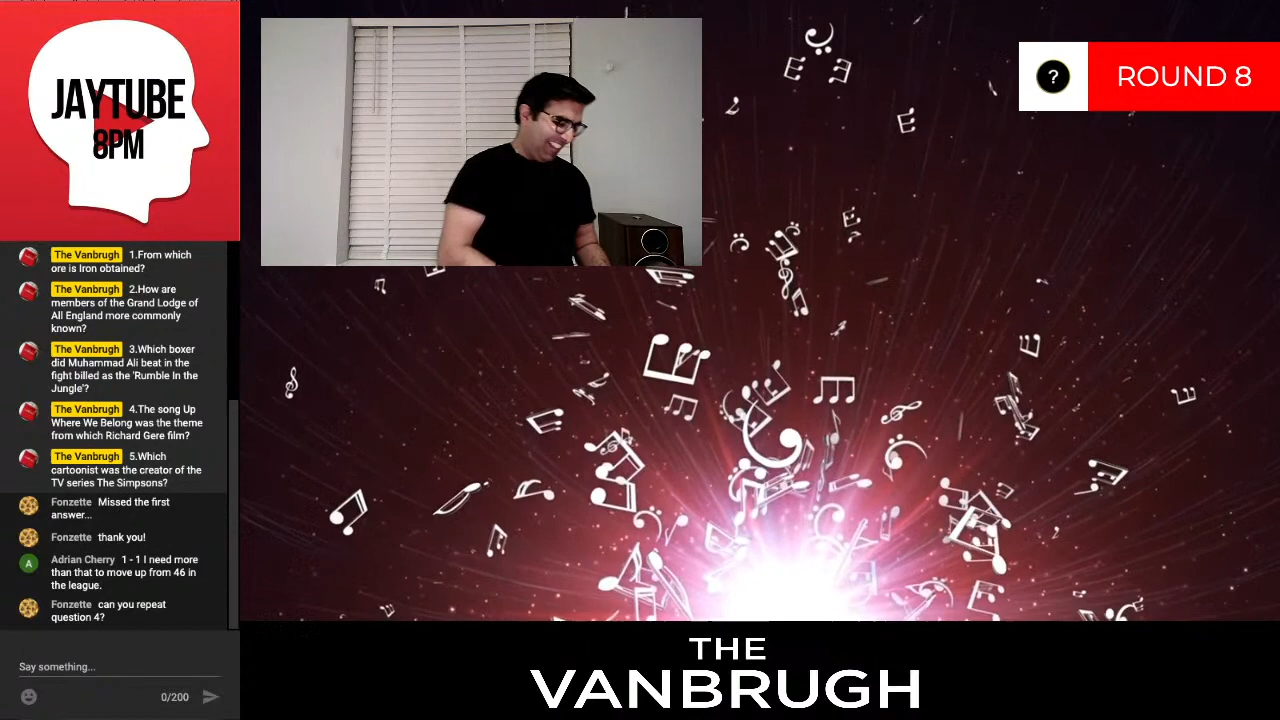 JAYTUBE
8PM
The Vanbrugh 1.From which
ore is Iron obtained?
The Vanbrugh 2.How are
members of the Grand Lodge of
All England more commonly
known?
The Vanbrugh 3.Which boxer
did Muhammad Ali beat in the
fight billed as the 'Rumble In the
Jungle'?
The Vanbrugh 4.The song Up
Where We Belong was the theme
from which Richard Gere film?
The Vanbrugh 5.Which
cartoonist was the creator of the
TV series The Simpsons?
Fonzette Missed the first
answer...
Fonzette thank you!
A
Adrian Cherry 1 - 1 I need more
than that to move up from 46 in
the league.
Fonzette can you repeat
question 4?
Say something...
0/200
?
ROUND 8
THE
VANBRUGH